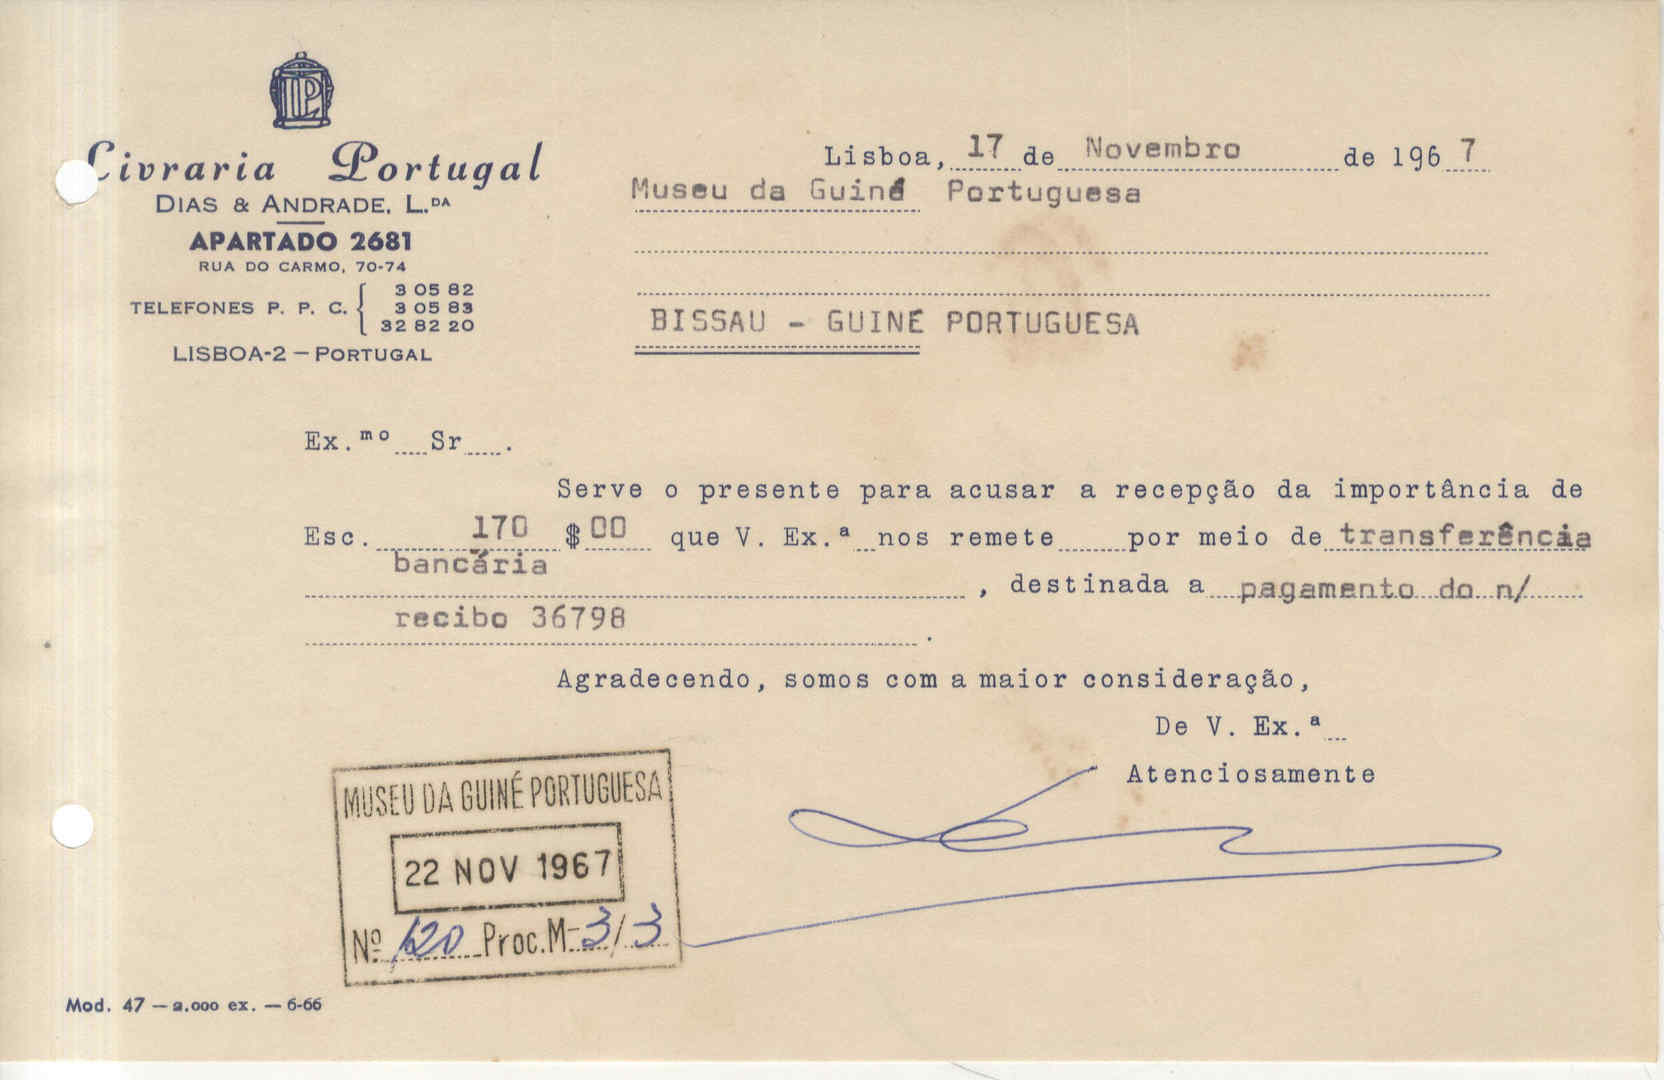 LP
Livraria Portugal
DIAS & ANDRADE, L.DA
APARTADO 2681
RUA DO CARMO, 70-74
TELEFONES P. P. C. { 3 05 82
3 05 83
32 82 20
LISBOA-2 — PORTUGAL
Lisboa, 17 de Novembro de 1967
Museu da Guiné Portuguesa
BISSAU - GUINÉ PORTUGUESA
Ex.mo Sr .
Serve o presente para acusar a recepção da importância de
Esc. 170 $ 00 que V. Ex.ª nos remete por meio de transferência
bancária , destinada a pagamento do n/
recibo 36798 .
Agradecendo, somos com a maior consideração,
De V. Ex.ª
Atenciosamente
MUSEU DA GUINÉ PORTUGUESA
22 NOV 1967
Nº 120 Proc. M-3/3
Mod. 47 — 2.000 ex. — 6-66